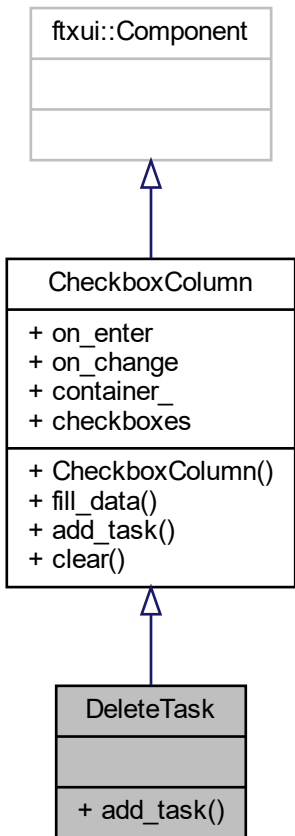 ftxui::Component
CheckboxColumn
+ on_enter
+ on_change
+ container_
+ checkboxes
+ CheckboxColumn()
+ fill_data()
+ add_task()
+ clear()
DeleteTask
+ add_task()